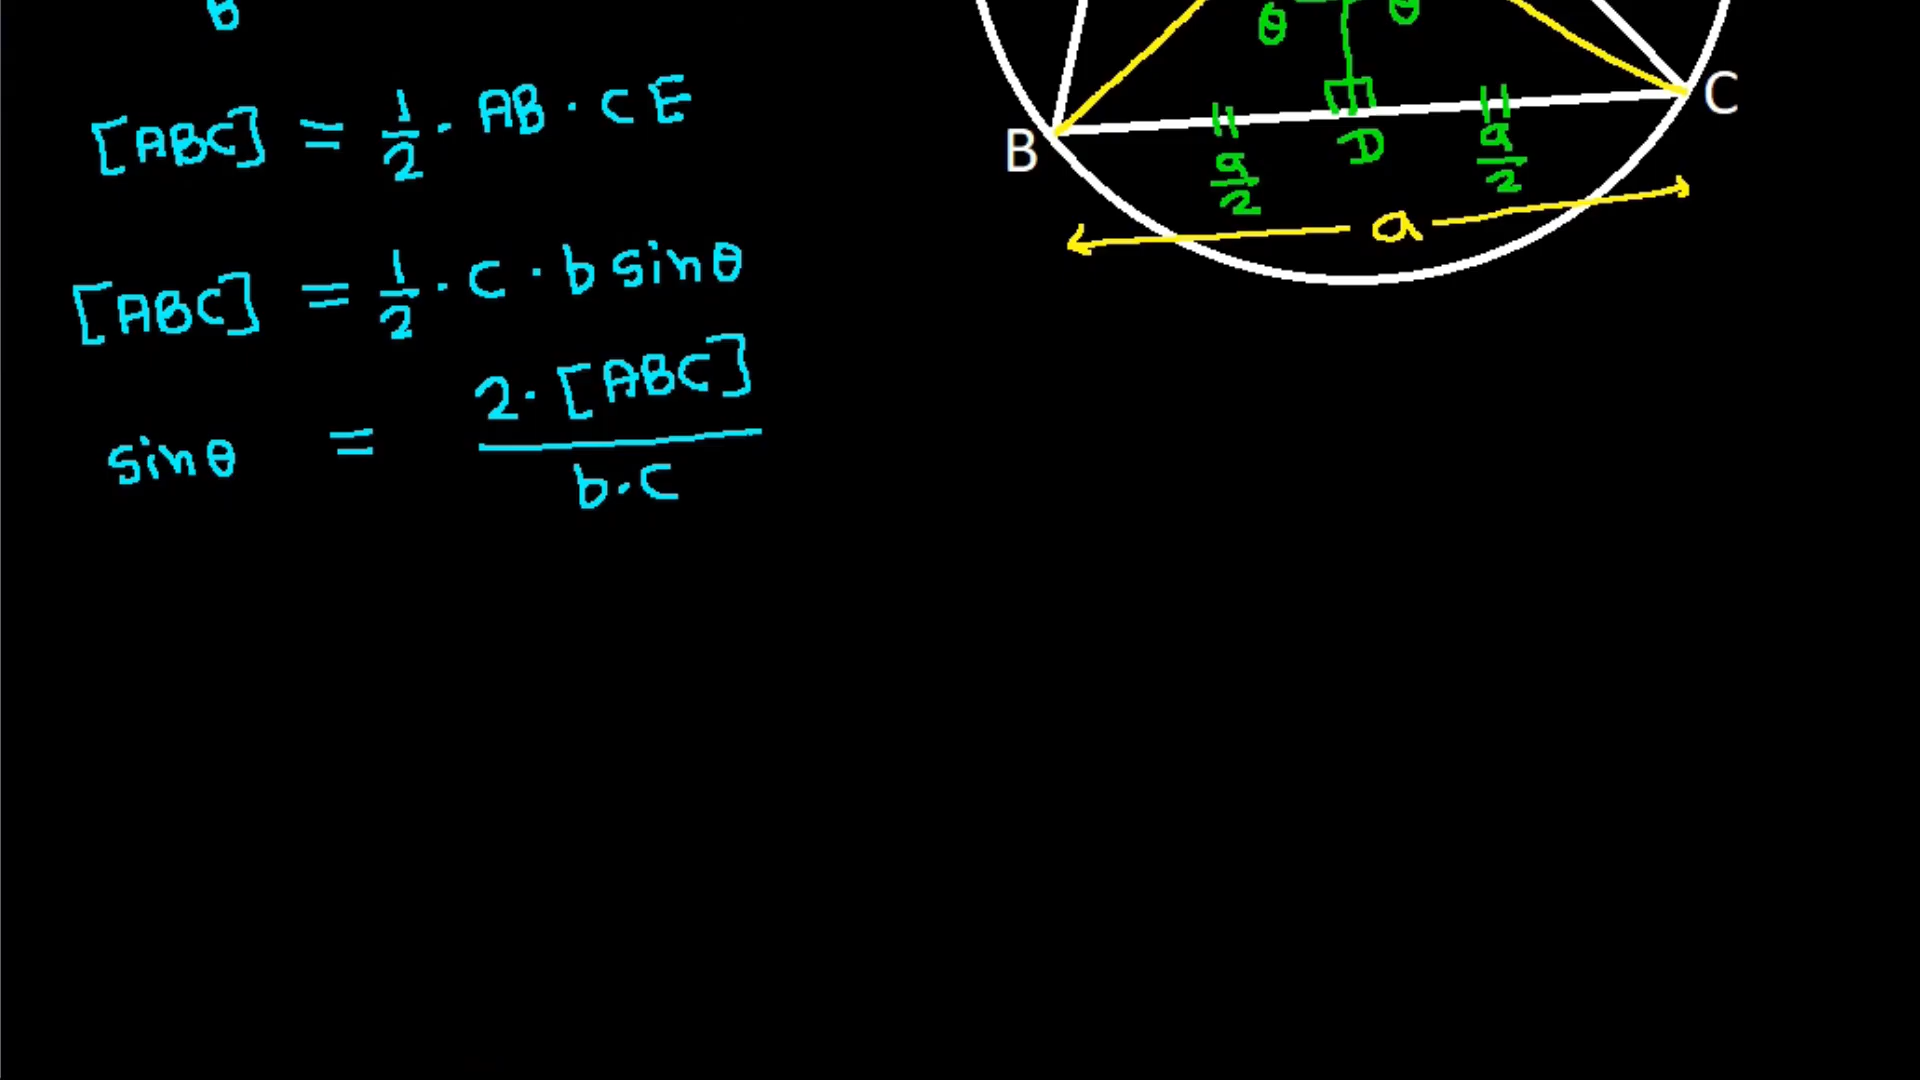 B
[ABC] = 1/2 · AB · CE
[ABC] = 1/2 · c · b sinθ
sinθ = 2·[ABC] / b·c
θ θ
B D C
a/2 a/2
a